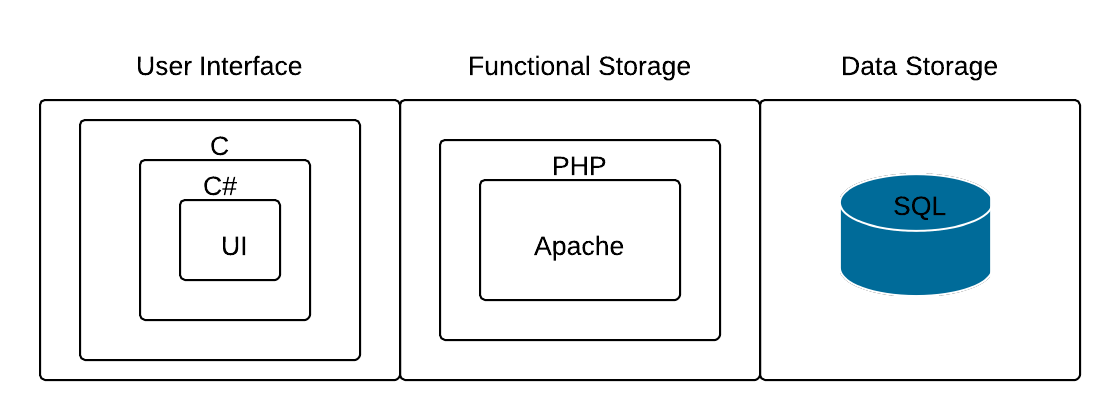 User Interface
Functional Storage
Data Storage
C
C#
UI
PHP
Apache
SQL